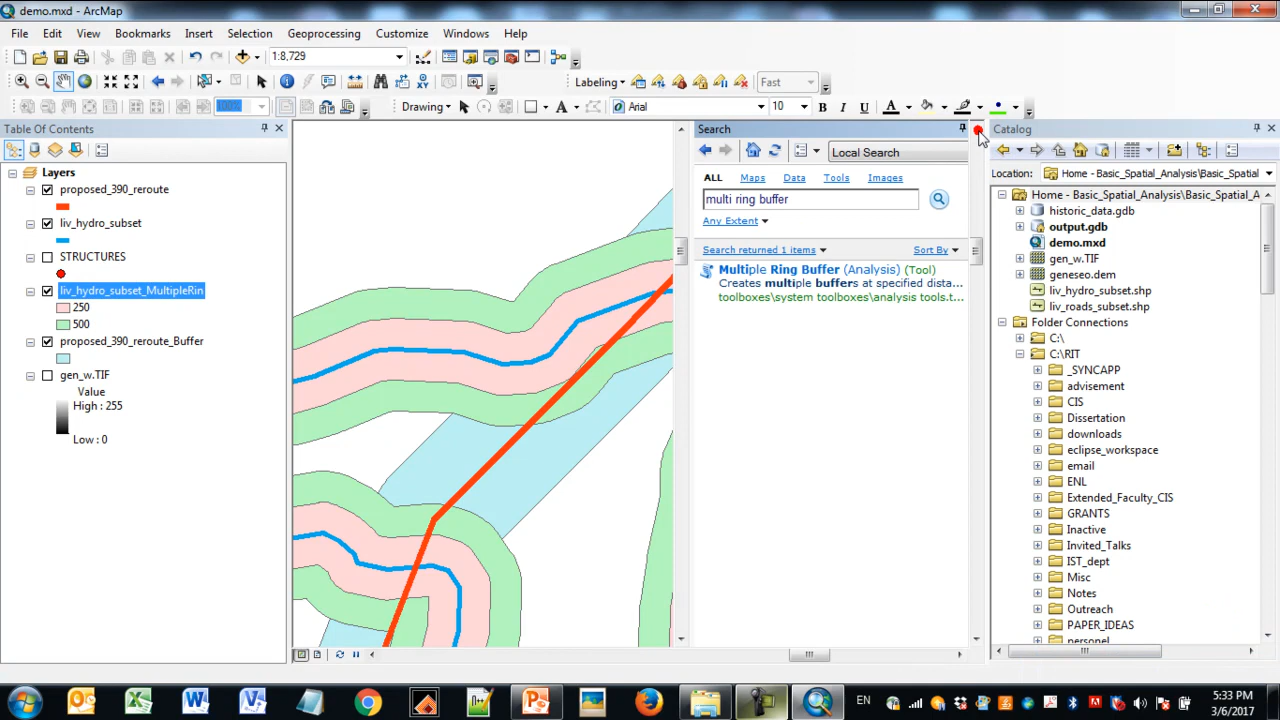 demo.mxd - ArcMap
File Edit View Bookmarks Insert Selection Geoprocessing Customize Windows Help
1:8,729
Labeling Fast
100%
Drawing Arial 10 B I U A
Table Of Contents
Layers
proposed_390_reroute
liv_hydro_subset
STRUCTURES
liv_hydro_subset_MultipleRin
250
500
proposed_390_reroute_Buffer
gen_w.TIF
Value
High : 255
Low : 0
Search
Local Search
ALL Maps Data Tools Images
multi ring buffer
Any Extent
Search returned 1 items Sort By
Multiple Ring Buffer (Analysis) (Tool)
Creates multiple buffers at specified dista...
toolboxes\system toolboxes\analysis tools.t...
Catalog
Location: Home - Basic_Spatial_Analysis\Basic_Spatial
Home - Basic_Spatial_Analysis\Basic_Spatial_A
historic_data.gdb
output.gdb
demo.mxd
gen_w.TIF
geneseo.dem
liv_hydro_subset.shp
liv_roads_subset.shp
Folder Connections
C:\
C:\RIT
_SYNCAPP
advisement
CIS
Dissertation
downloads
eclipse_workspace
email
ENL
Extended_Faculty_CIS
GRANTS
Inactive
Invited_Talks
IST_dept
Misc
Notes
Outreach
PAPER_IDEAS
personel
EN
5:33 PM
3/6/2017